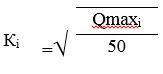 Kᵢ = √ Qmaxᵢ
50